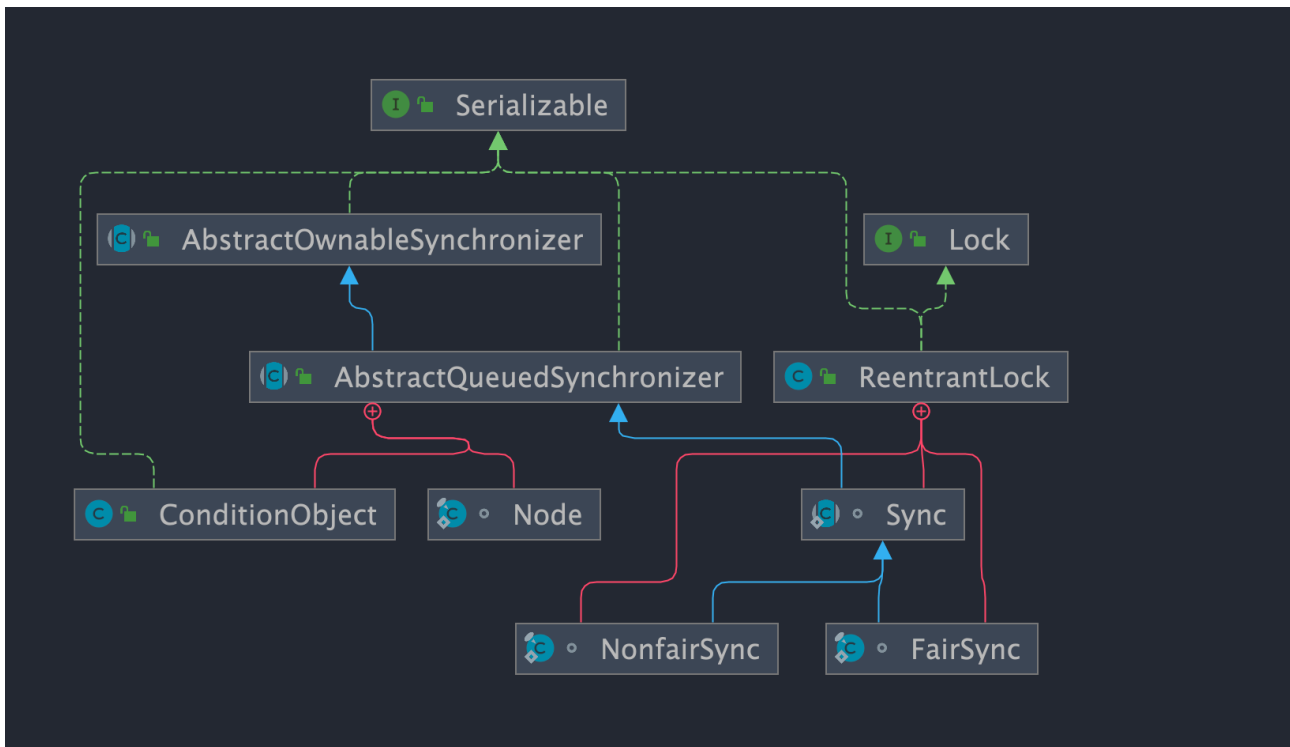 Serializable
AbstractOwnableSynchronizer
Lock
AbstractQueuedSynchronizer
ReentrantLock
ConditionObject
Node
Sync
NonfairSync
FairSync